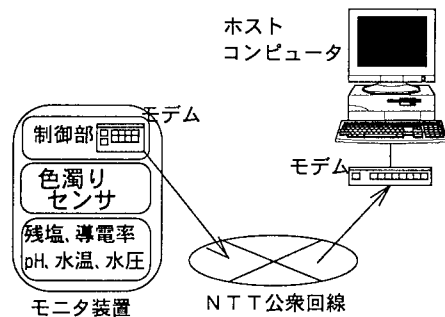 ホスト
コンピュータ
モデム
制御部
色濁り
センサ
モデム
残塩、導電率
pH、水温、水圧
モニタ装置
NTT公衆回線